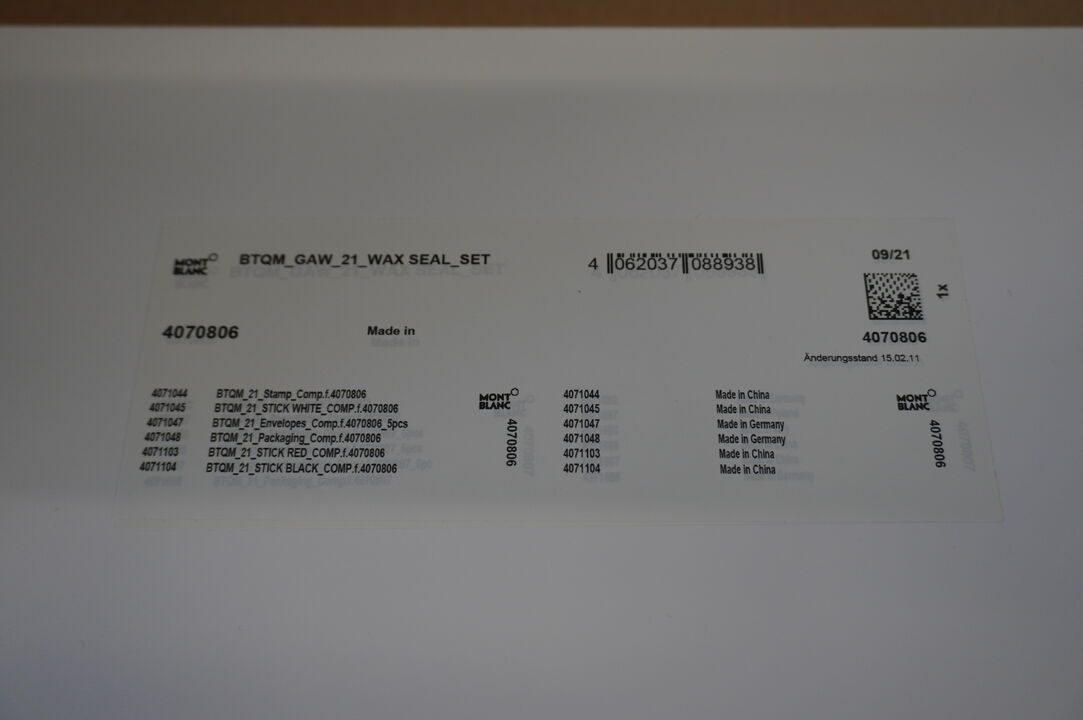 MONT BLANC BTQM_GAW_21_WAX SEAL_SET 4 062037 088938 09/21
1x
4070806 Made in 4070806
Änderungsstand 15.02.11
4071044 BTQM_21_Stamp_Comp.f.4070806 MONT BLANC 4071044 Made in China MONT BLANC
4071045 BTQM_21_STICK WHITE_COMP.f.4070806 4071045 Made in China
4071047 BTQM_21_Envelopes_Comp.f.4070806_5pcs 4070806 4071047 Made in Germany 4070806
4071048 BTQM_21_Packaging_Comp.f.4070806 4071048 Made in Germany
4071103 BTQM_21_STICK RED_COMP.f.4070806 4071103 Made in China
4071104 BTQM_21_STICK BLACK_COMP.f.4070806 4071104 Made in China